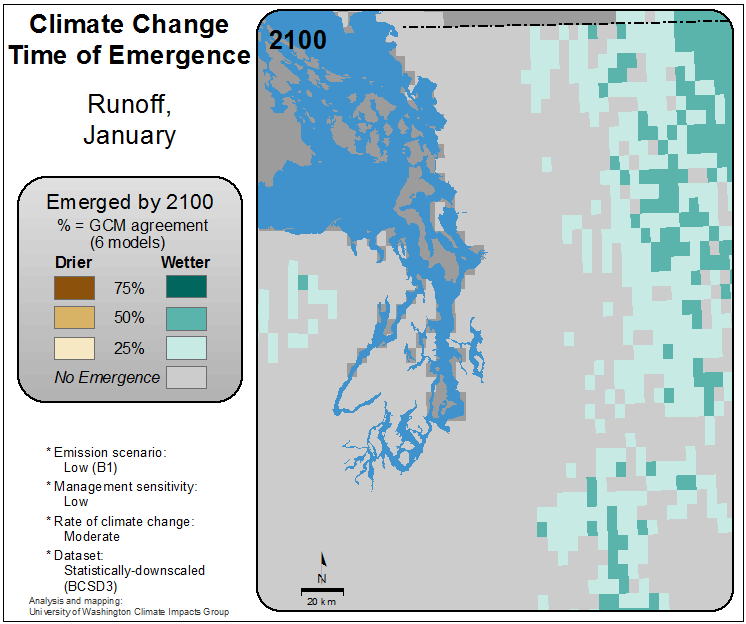 Climate Change
Time of Emergence
Runoff,
January
Emerged by 2100
% = GCM agreement
(6 models)
Drier Wetter
75%
50%
25%
No Emergence
* Emission scenario:
Low (B1)
* Management sensitivity:
Low
* Rate of climate change:
Moderate
* Dataset:
Statistically-downscaled
(BCSD3)
Analysis and mapping:
University of Washington Climate Impacts Group
2100
N
20 km